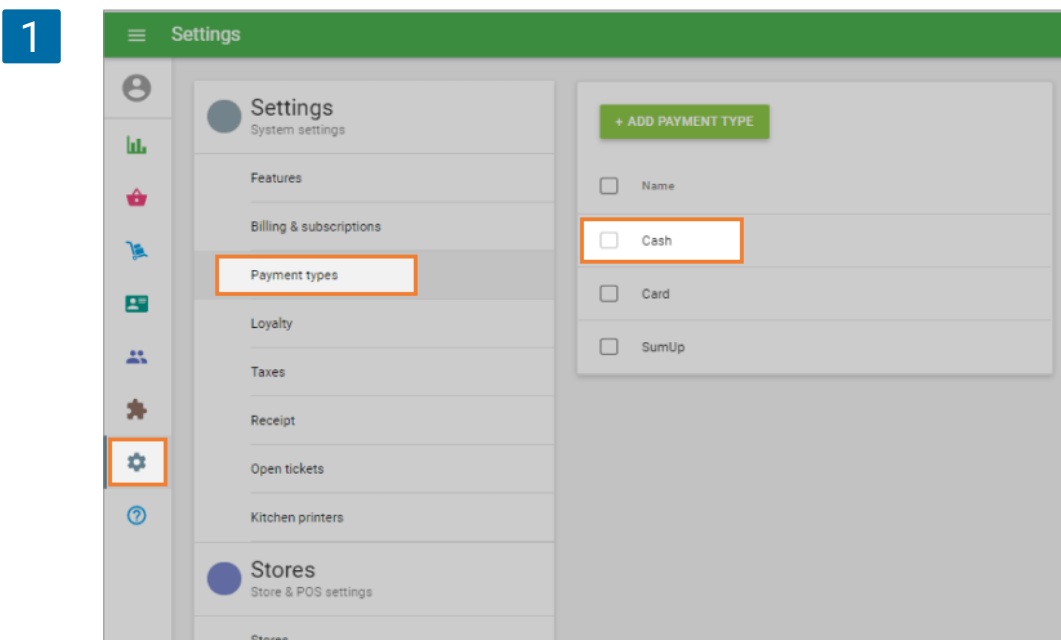 1
Settings
Settings
System settings
Features
Billing & subscriptions
Payment types
Loyalty
Taxes
Receipt
Open tickets
Kitchen printers
Stores
Store & POS settings
Stores
+ ADD PAYMENT TYPE
Name
Cash
Card
SumUp